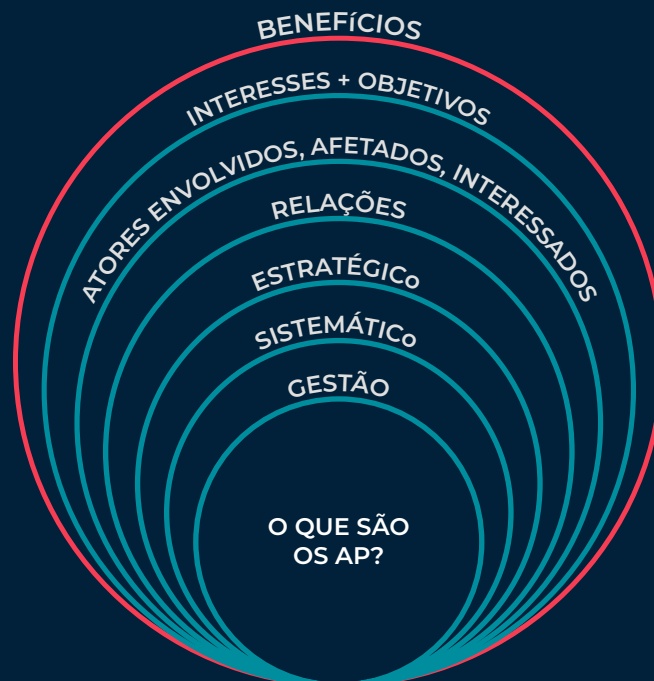 BENEFíCIOS
INTERESSES + OBJETIVOS
ATORES ENVOLVIDOS, AFETADOS, INTERESSADOS
RELAÇÕES
ESTRATÉGICo
SISTEMÁTICo
GESTÃO
O QUE SÃO
OS AP?